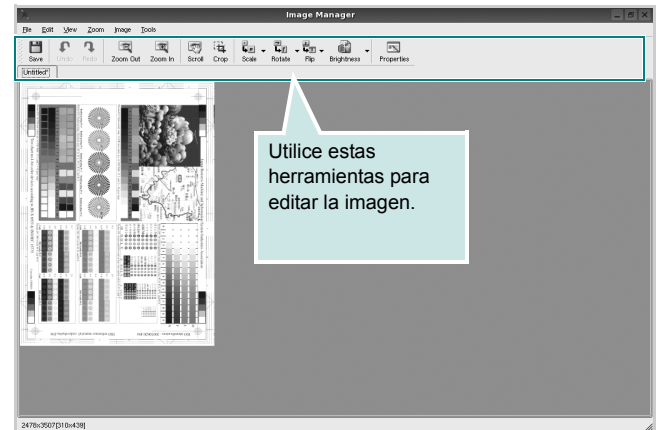 Image Manager
File Edit View Zoom Image Tools
Save Undo Redo Zoom Out Zoom In Scroll Crop Scale Rotate Flip Brightness Properties
Untitled*
Utilice estas
herramientas para
editar la imagen.
2478x3507[310x439]